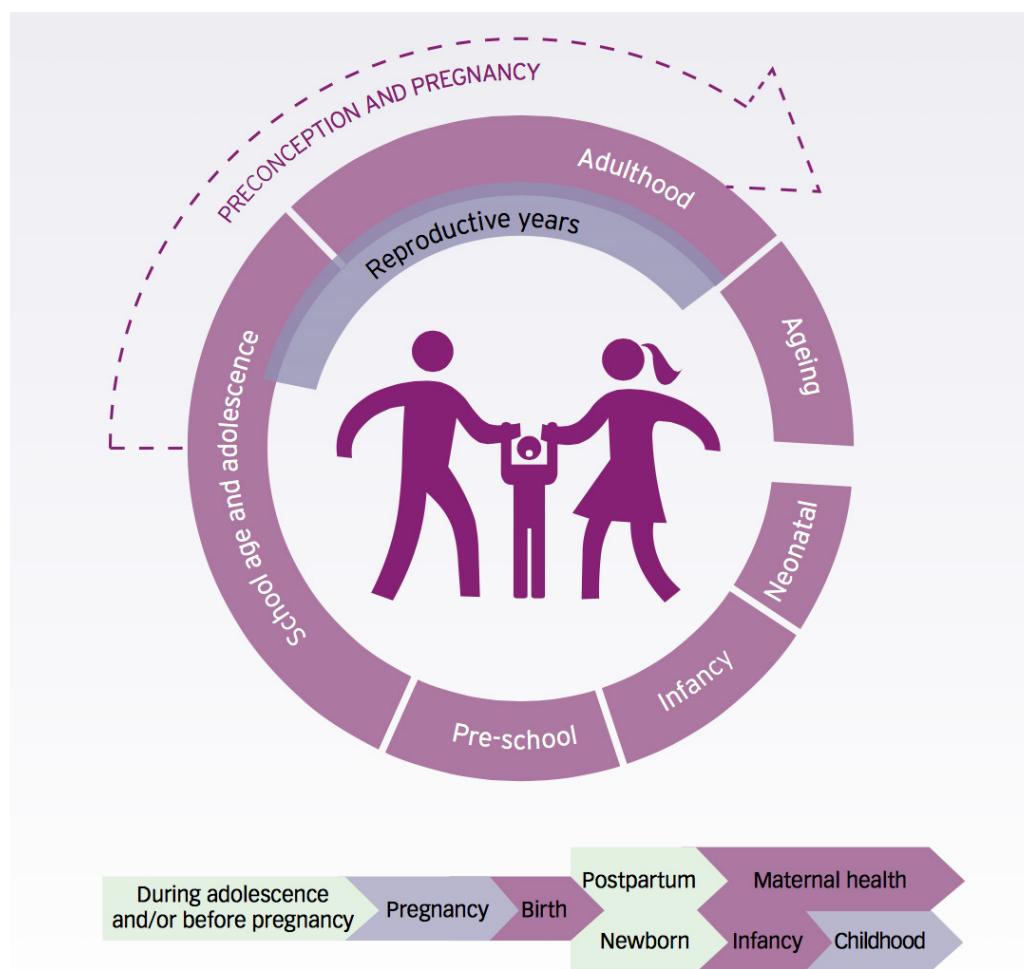 PRECONCEPTION AND PREGNANCY
Adulthood
Reproductive years
Ageing
School age and adolescence
Neonatal
Infancy
Pre-school
During adolescence
and/or before pregnancy
Pregnancy
Birth
Postpartum
Maternal health
Newborn
Infancy
Childhood